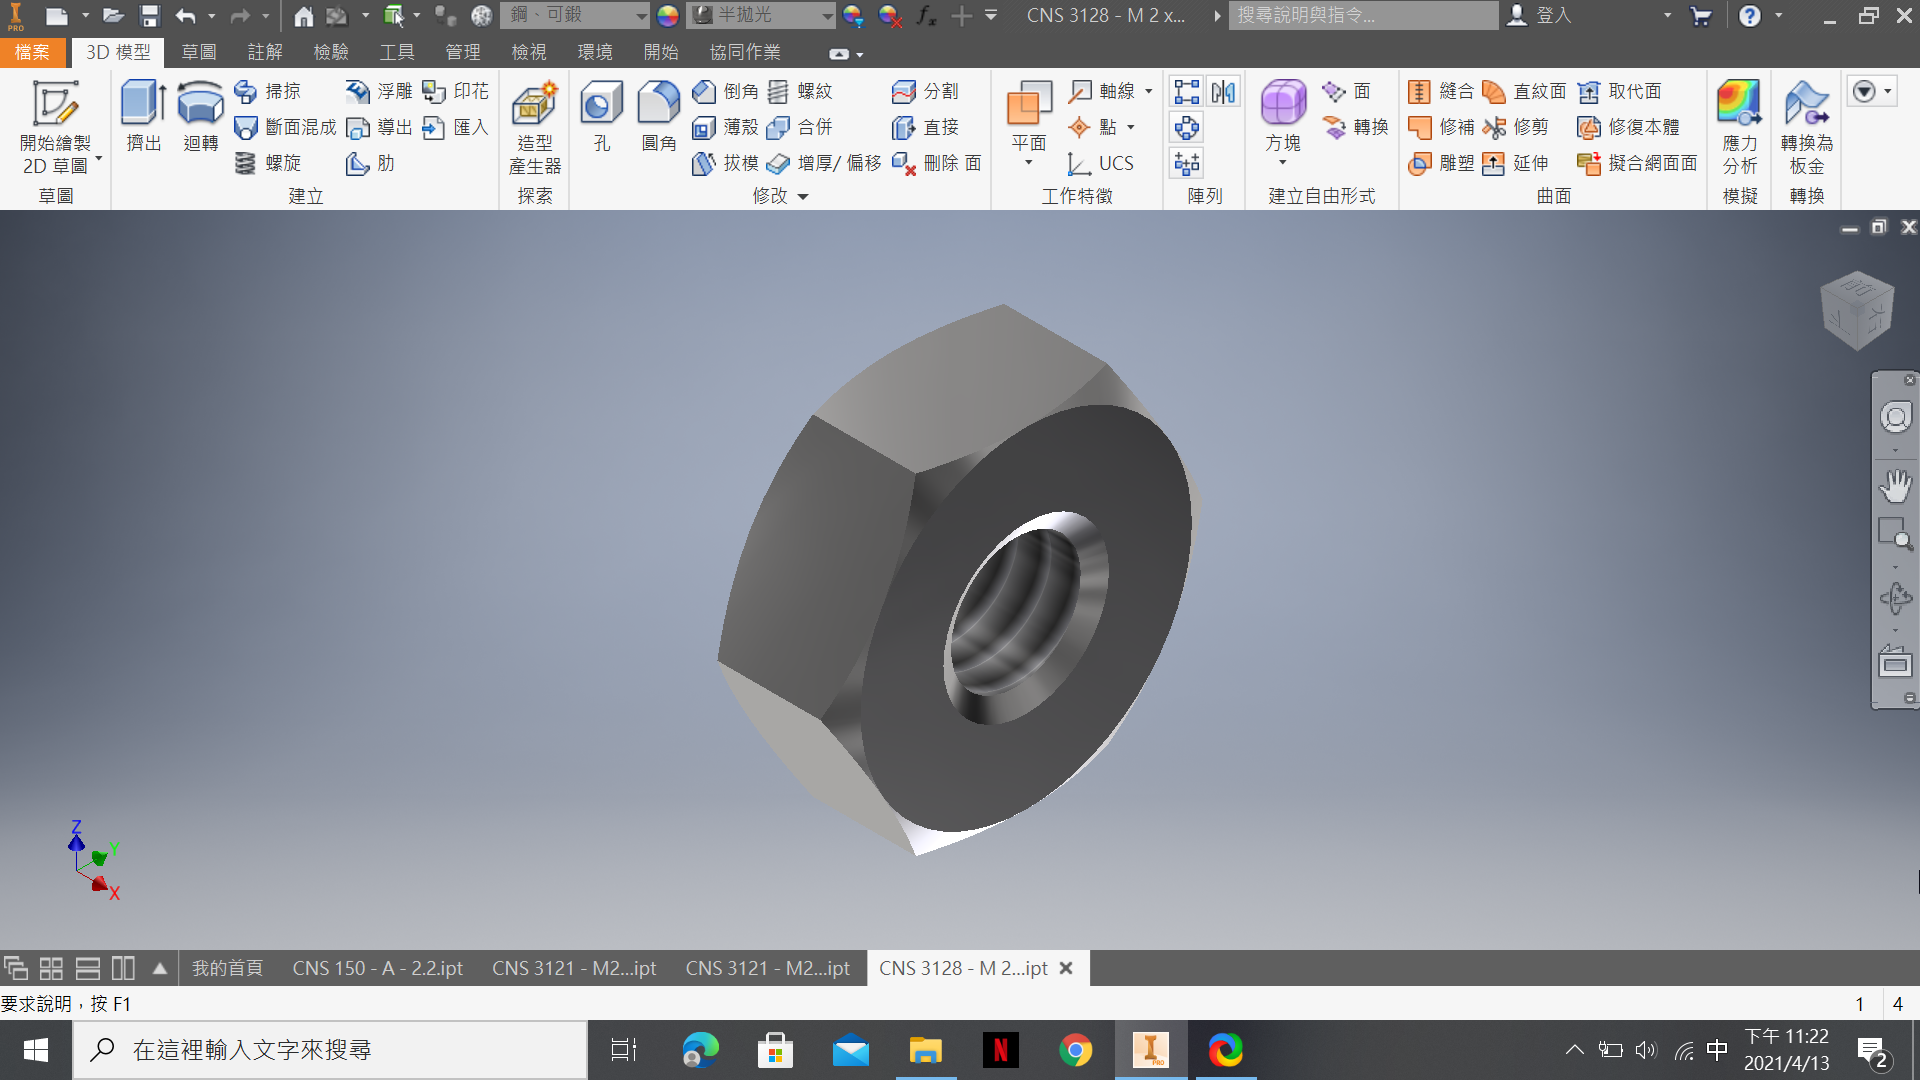 PRO
鋼、可鍛
半拋光
fx
CNS 3128 - M 2 x...
搜尋說明與指令...
登入
檔案
3D 模型
草圖
註解
檢驗
工具
管理
檢視
環境
開始
協同作業
開始繪製
2D 草圖
草圖
擠出
迴轉
掃掠
浮雕
印花
斷面混成
導出
匯入
螺旋
肋
建立
造型
產生器
探索
孔
圓角
倒角
螺紋
分割
薄殼
合併
直接
拔模
增厚/ 偏移
刪除 面
修改
平面
軸線
點
UCS
工作特徵
陣列
方塊
面
轉換
建立自由形式
縫合
直紋面
取代面
修補
修剪
修復本體
雕塑
延伸
擬合網面面
曲面
應力
分析
模擬
轉換為
板金
轉換
Z
Y
X
我的首頁
CNS 150 - A - 2.2.ipt
CNS 3121 - M2...ipt
CNS 3121 - M2...ipt
CNS 3128 - M 2...ipt
要求說明，按 F1
1
4
在這裡輸入文字來搜尋
N
I
PRO
中
下午 11:22
2021/4/13
2